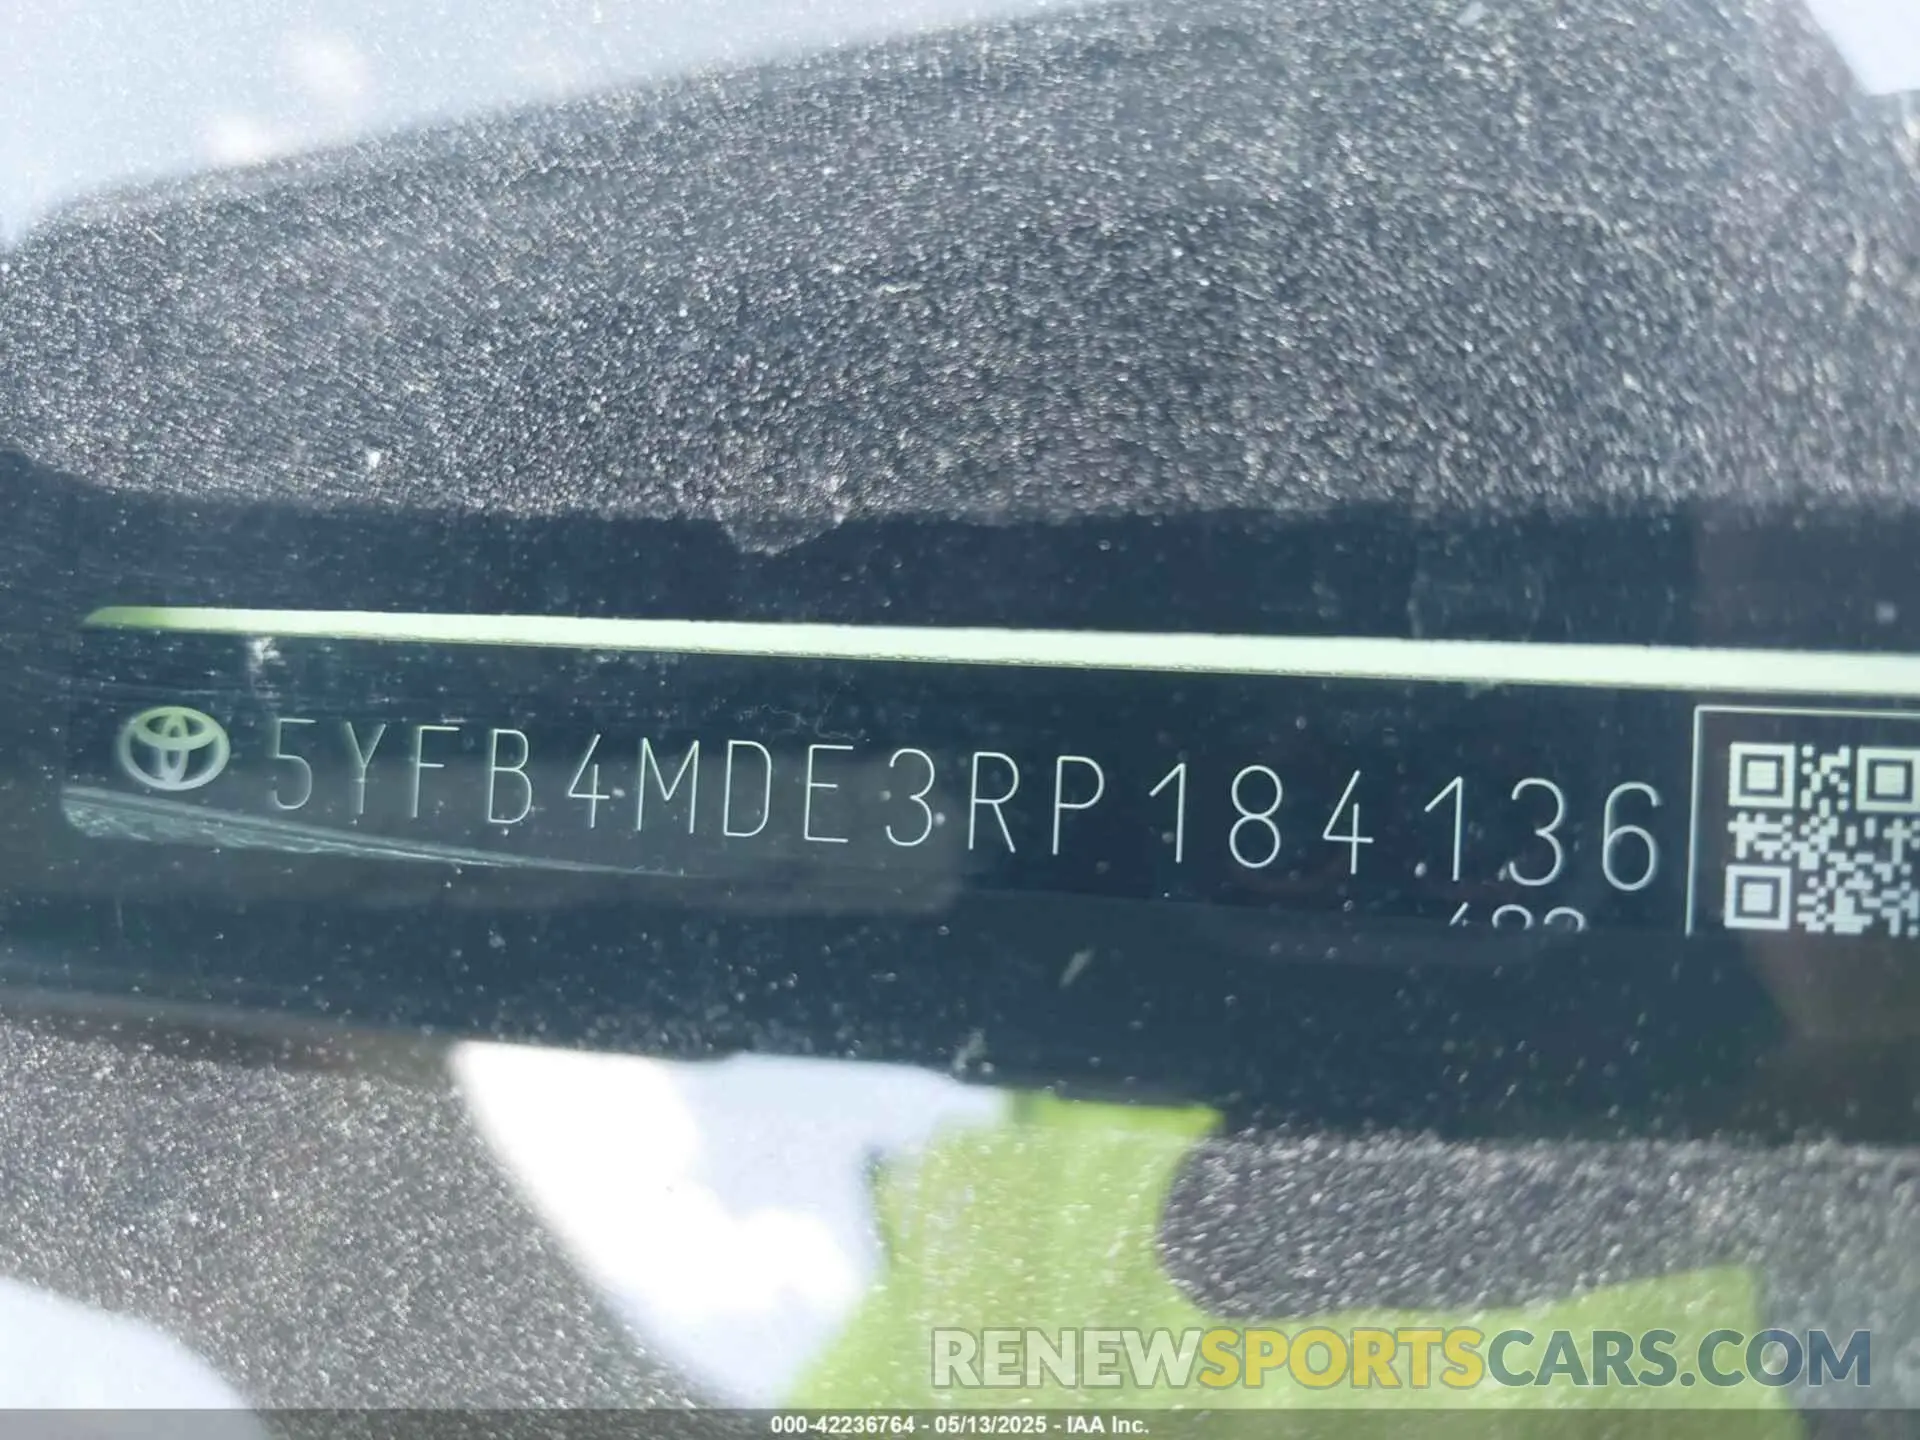 5YFB4MDE3RP184136
RENEWSPORTSCARS.COM
000-42236764 - 05/13/2025 - IAA Inc.